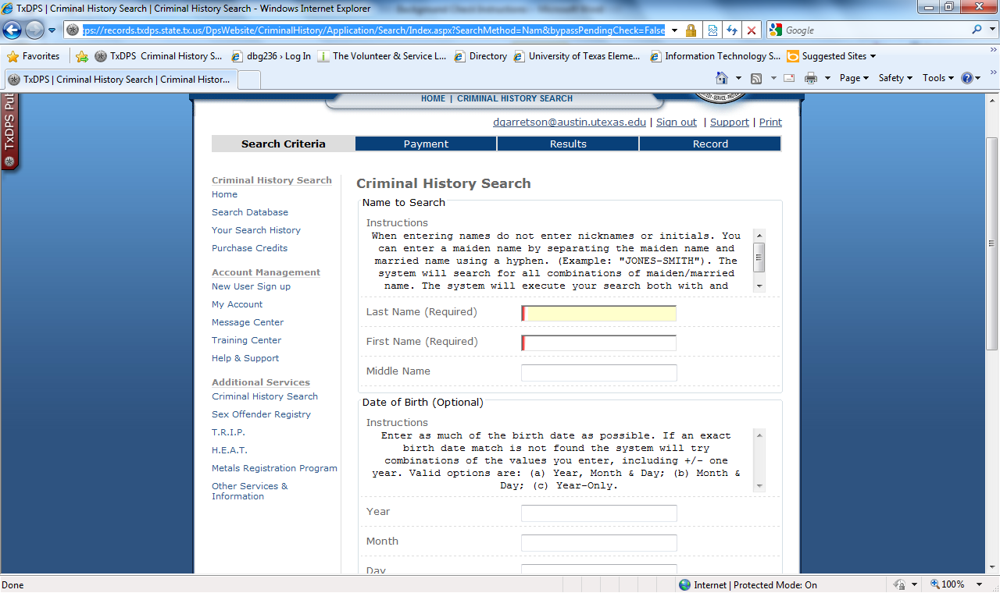 TxDPS | Criminal History Search | Criminal History Search - Windows Internet Explorer
ps://records.txdps.state.tx.us/DpsWebsite/CriminalHistory/Application/Search/Index.aspx?SearchMethod=Nam&bypassPendingCheck=False
Google
Favorites
TxDPS Criminal History S...
dbg236 › Log In
The Volunteer & Service L...
Directory
University of Texas Eleme...
Information Technology S...
Suggested Sites
TxDPS | Criminal History Search | Criminal Histor...
Page
Safety
Tools
TxDPS Pu
HOME | CRIMINAL HISTORY SEARCH
dgarretson@austin.utexas.edu | Sign out | Support | Print
Search Criteria
Payment
Results
Record
Criminal History Search
Home
Search Database
Your Search History
Purchase Credits
Account Management
New User Sign up
My Account
Message Center
Training Center
Help & Support
Additional Services
Criminal History Search
Sex Offender Registry
T.R.I.P.
H.E.A.T.
Metals Registration Program
Other Services &
Information
Criminal History Search
Name to Search
Instructions
When entering names do not enter nicknames or initials. You
can enter a maiden name by separating the maiden name and
married name using a hyphen. (Example: "JONES-SMITH"). The
system will search for all combinations of maiden/married
name. The system will execute your search both with and
Last Name (Required)
First Name (Required)
Middle Name
Date of Birth (Optional)
Instructions
Enter as much of the birth date as possible. If an exact
birth date match is not found the system will try
combinations of the values you enter, including +/- one
year. Valid options are: (a) Year, Month & Day; (b) Month &
Day; (c) Year-Only.
Year
Month
Day
Done
Internet | Protected Mode: On
100%